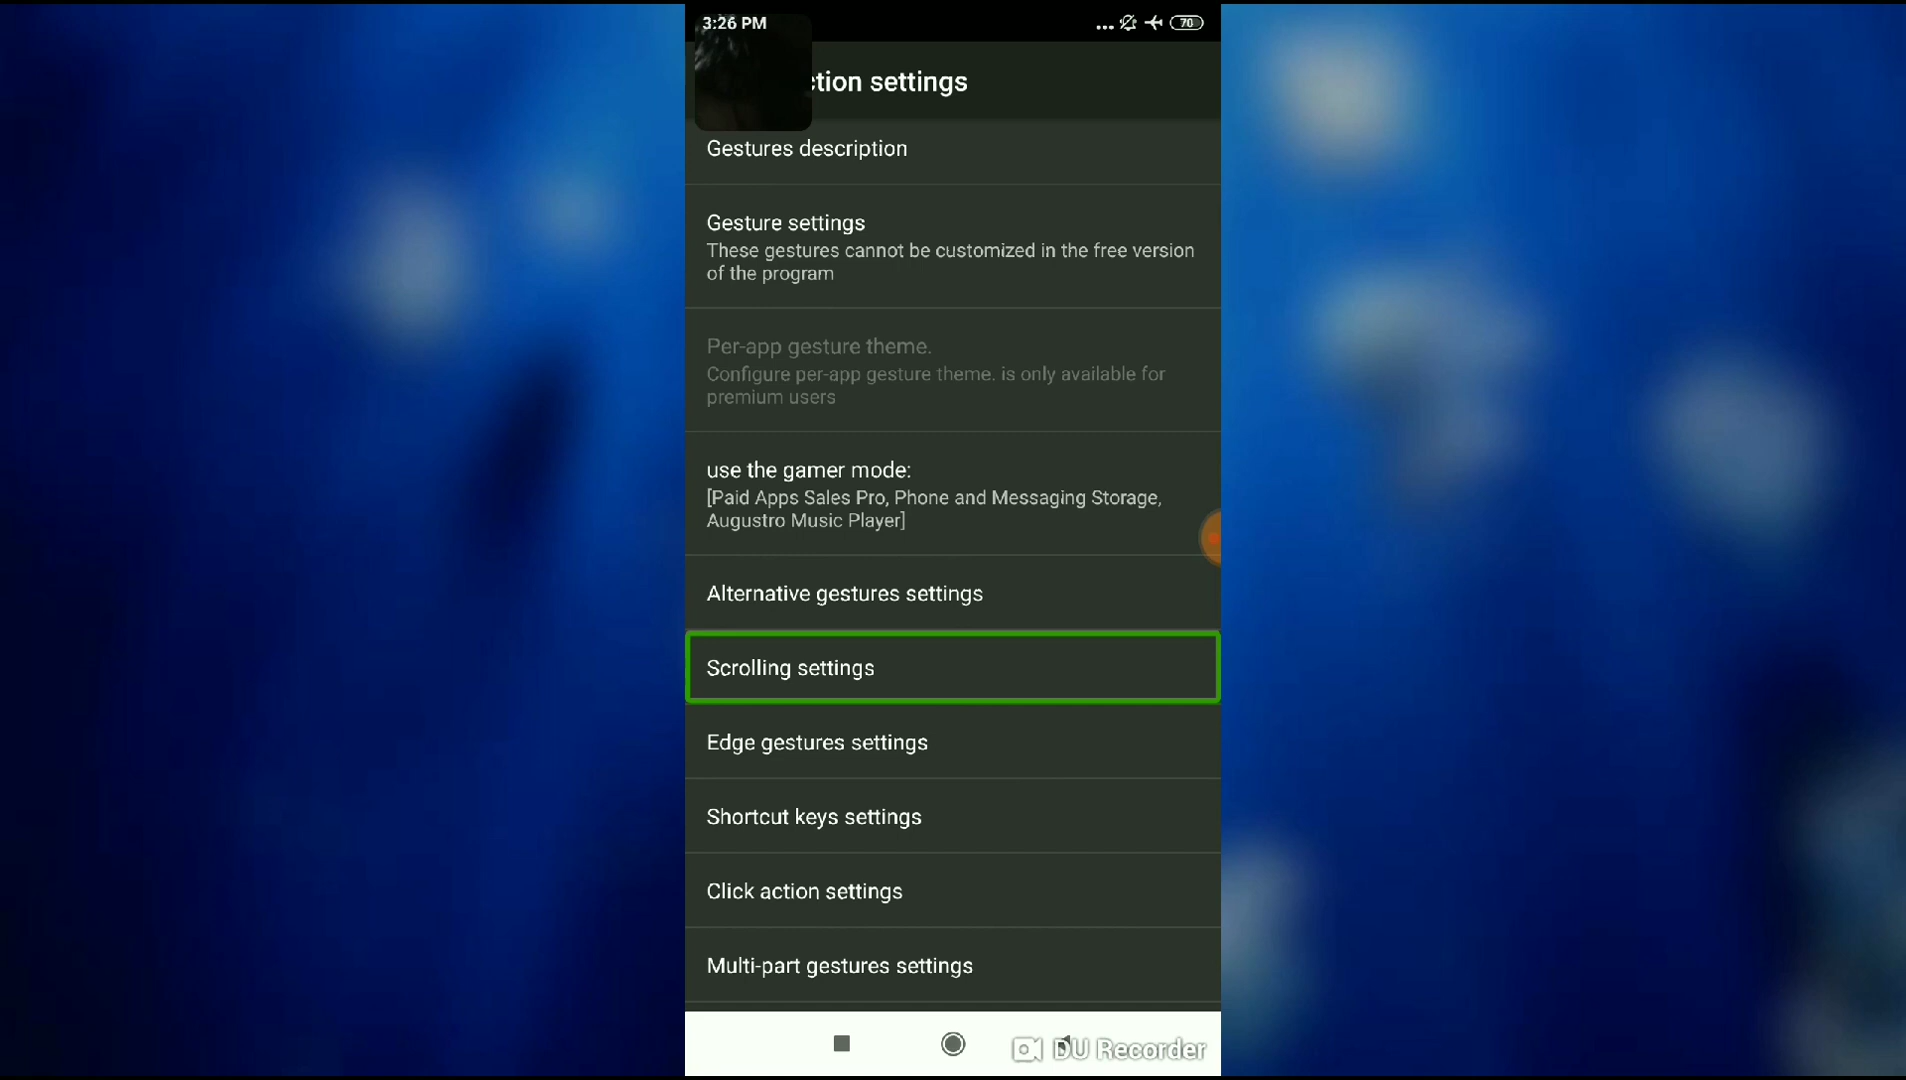 3:26 PM
70
ction settings
Gestures description
Gesture settings
These gestures cannot be customized in the free version
of the program
Per-app gesture theme.
Configure per-app gesture theme. is only available for
premium users
use the gamer mode:
[Paid Apps Sales Pro, Phone and Messaging Storage,
Augustro Music Player]
Alternative gestures settings
Scrolling settings
Edge gestures settings
Shortcut keys settings
Click action settings
Multi-part gestures settings
DU Recorder